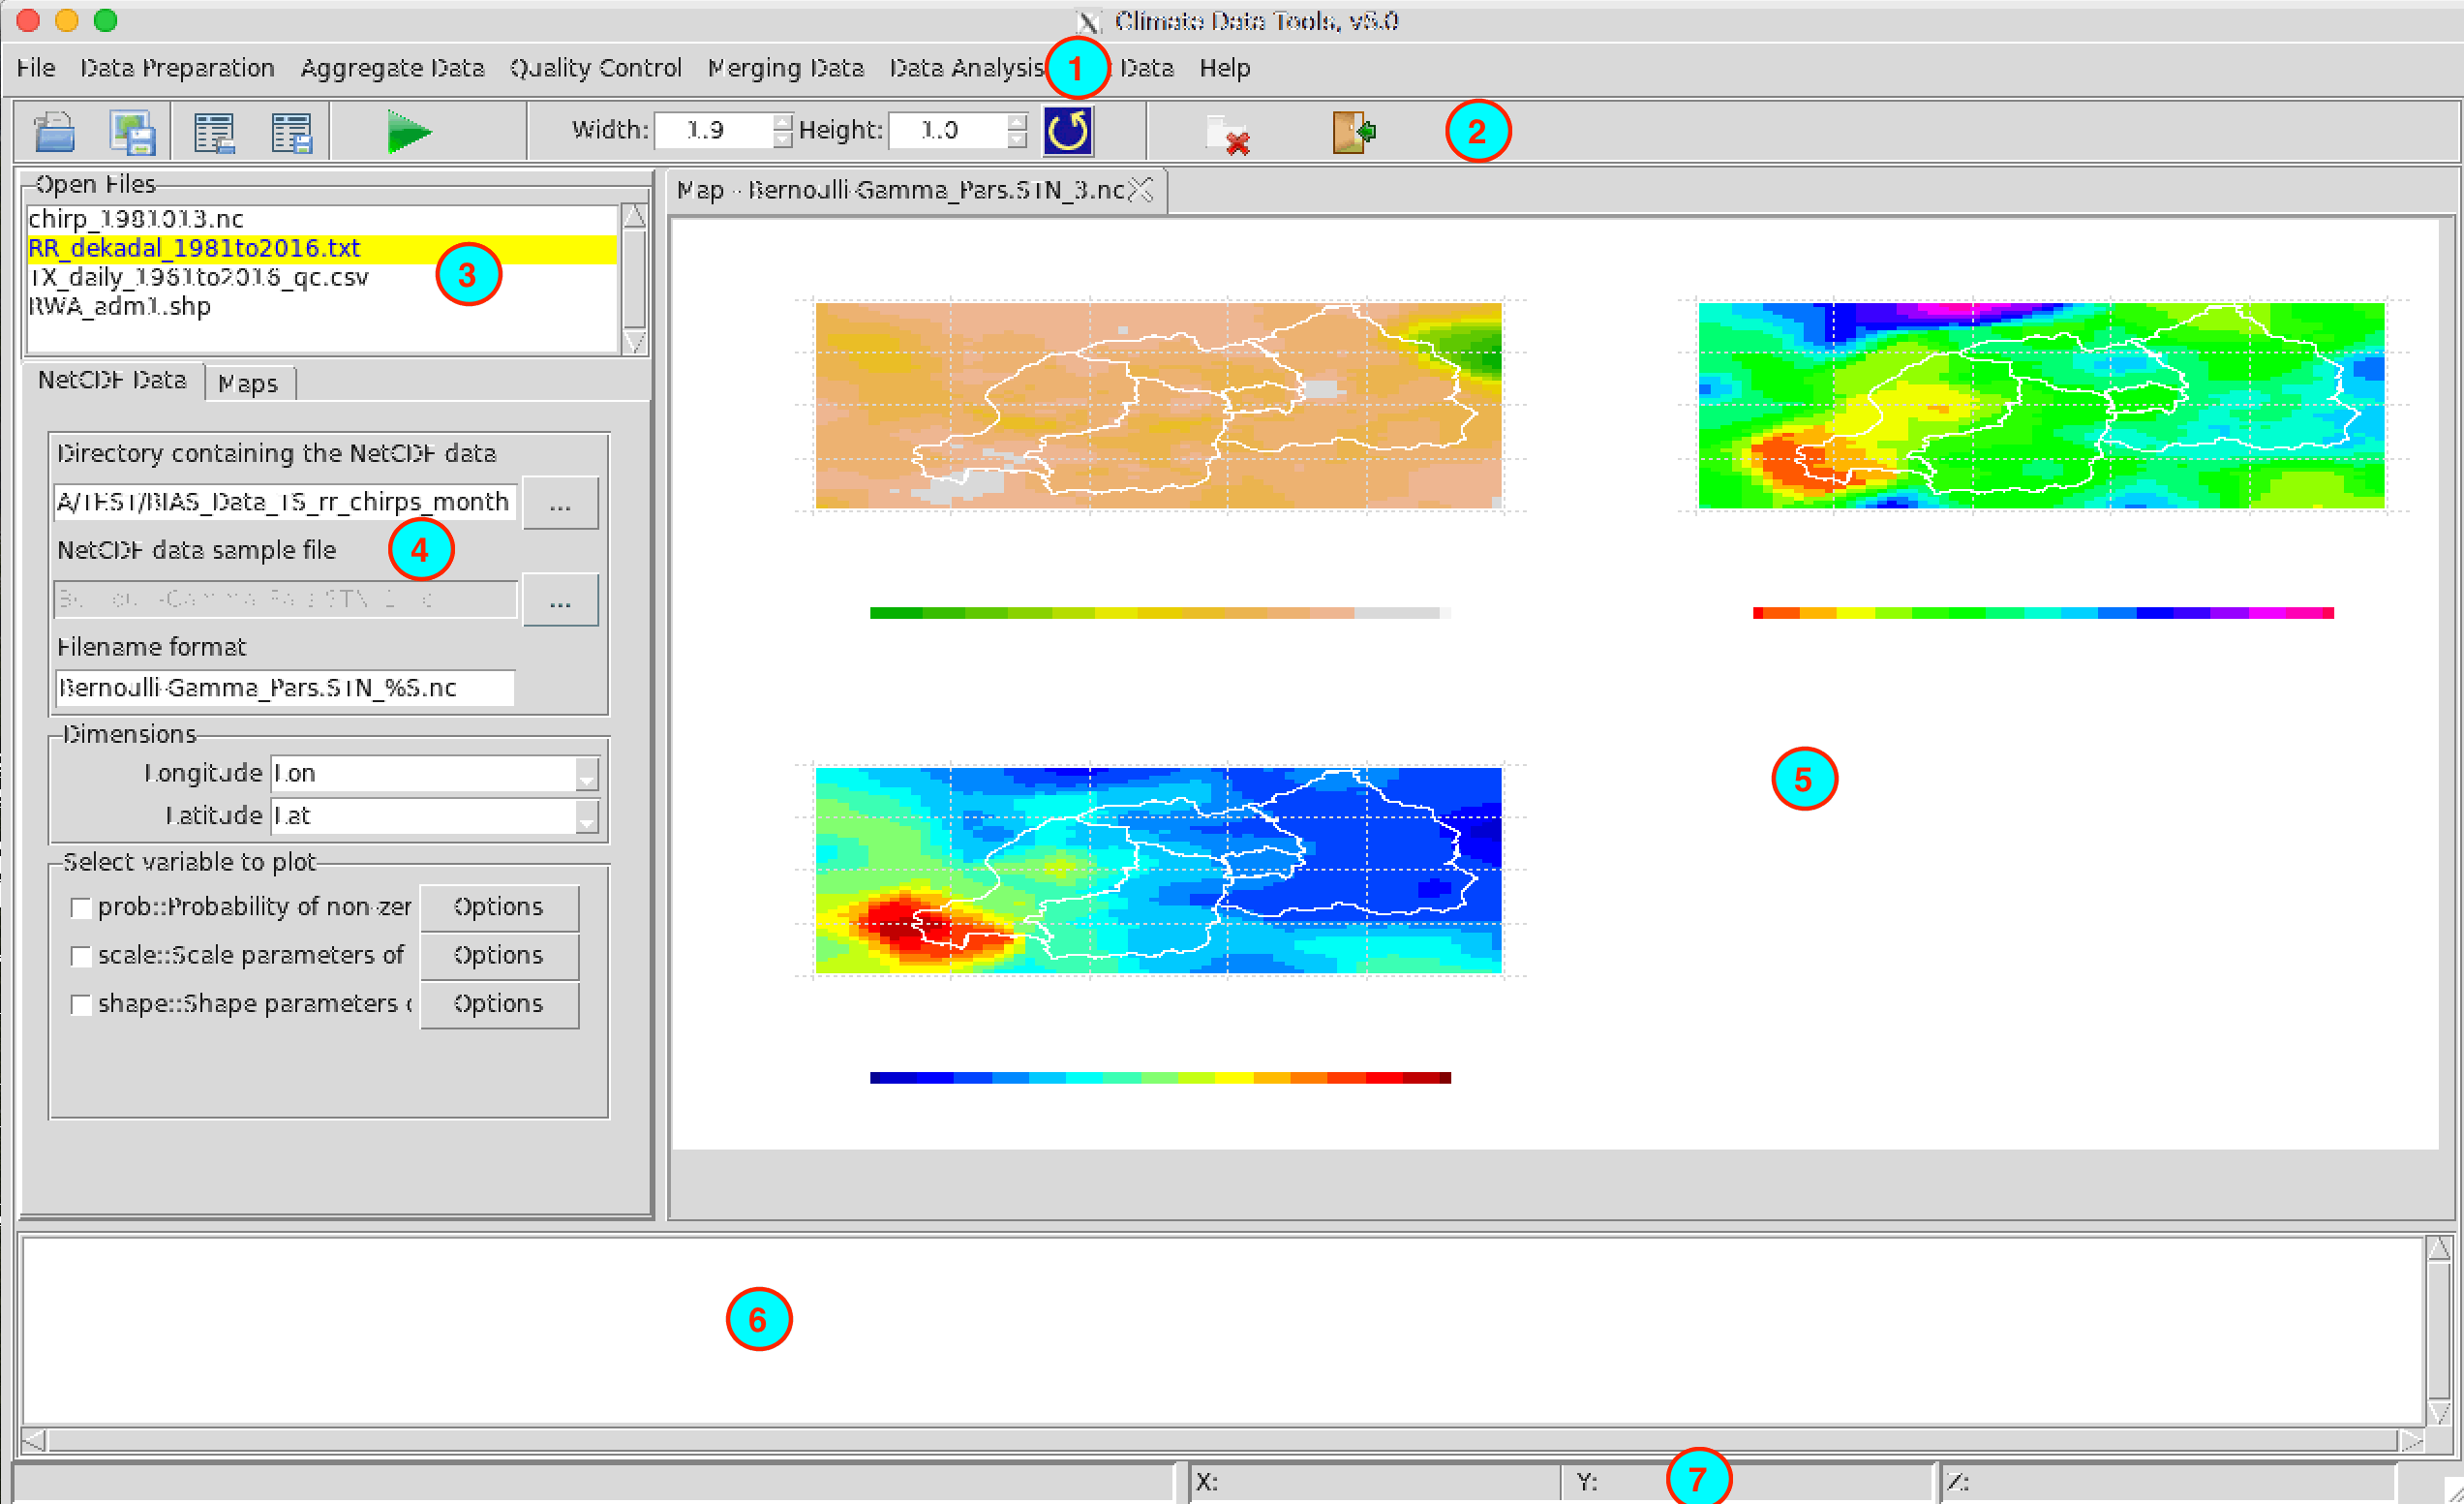 Climate Data Tools, v6.0
File Data Preparation Aggregate Data Quality Control Merging Data Data Analysis 1 Data Help
Width: 1.9 Height: 1.0 2
Open Files
chirp_1981013.nc
RR_dekadal_1981to2016.txt
TX_daily_1961to2016_qc.csv
RWA_adm1.shp
3
Map - Bernoulli-Gamma_Pars.STN_3.nc
NetCDF Data Maps
Directory containing the NetCDF data
A/TEST/BIAS_Data_TS_rr_chirps_month ...
NetCDF data sample file 4
...
Filename format
Bernoulli-Gamma_Pars.STN_%S.nc
Dimensions
Longitude Lon
Latitude Lat
5
Select variable to plot
prob::Probability of non-zer Options
scale::Scale parameters of Options
shape::Shape parameters Options
6
X: Y: 7 Z: